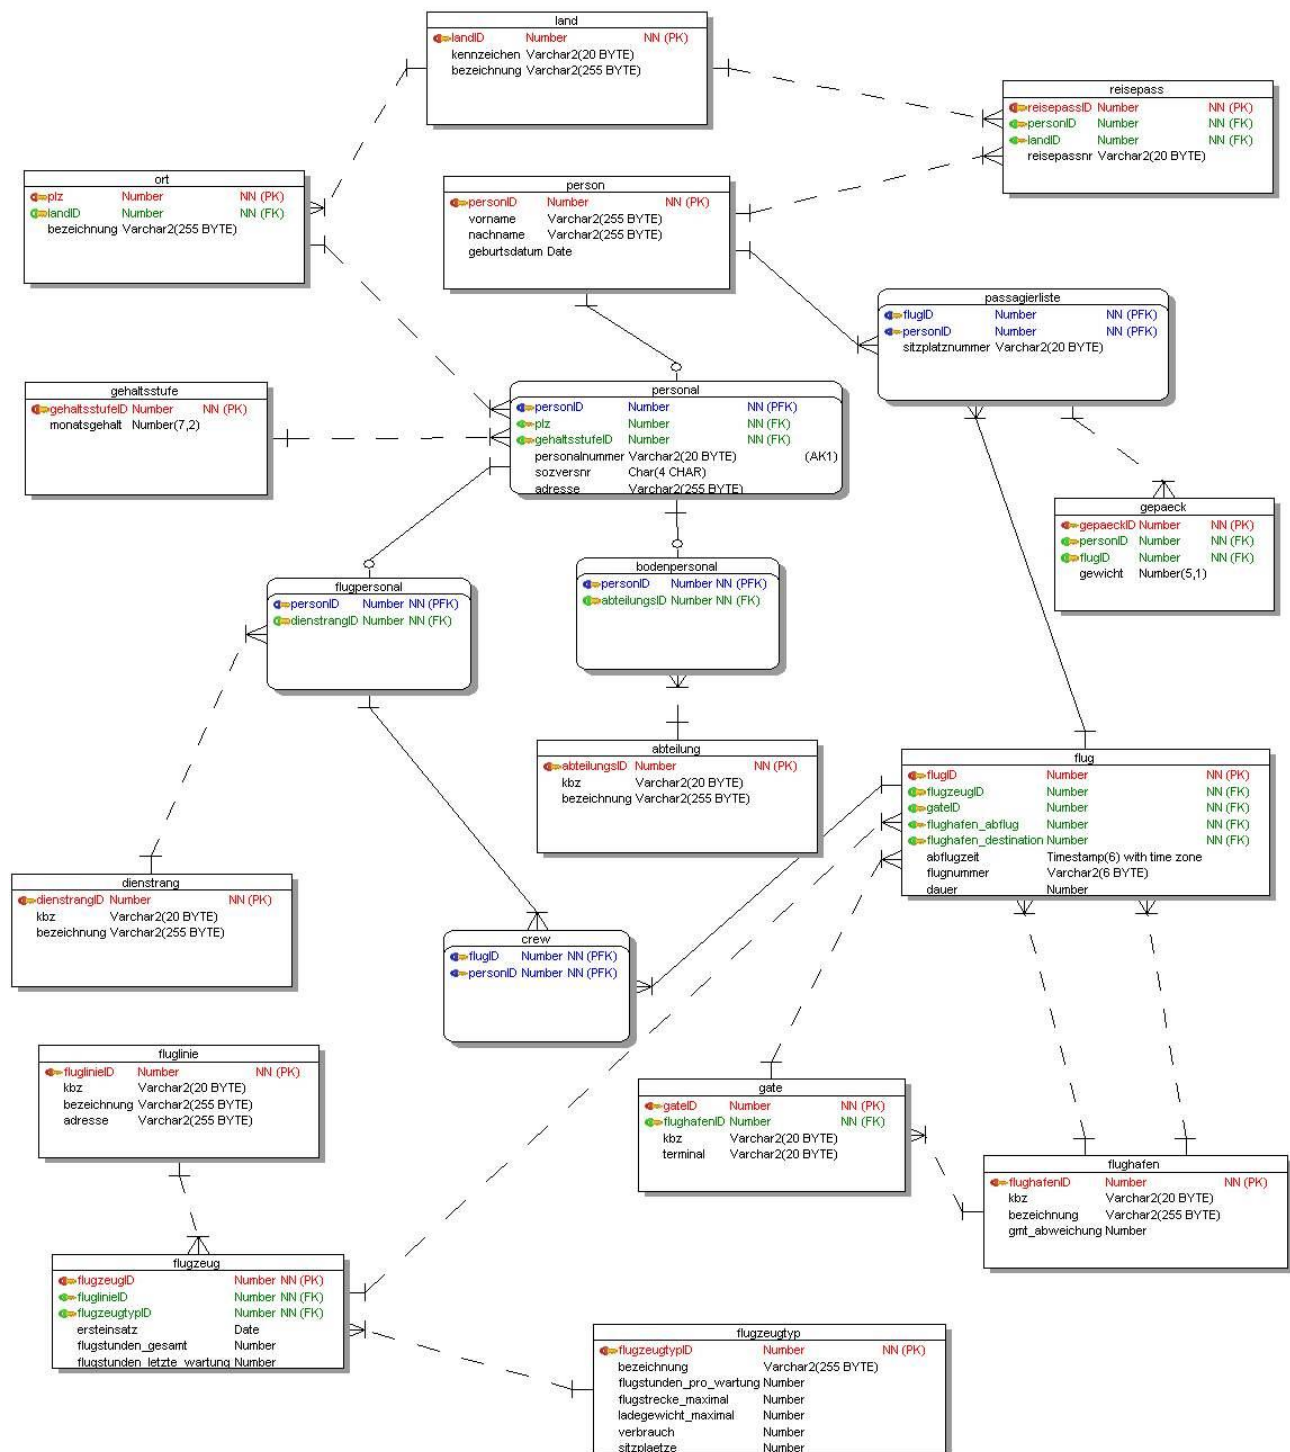 land
landID Number NN (PK)
kennzeichen Varchar2(20 BYTE)
bezeichnung Varchar2(255 BYTE)
reisepass
reisepassID Number NN (PK)
personID Number NN (FK)
landID Number NN (FK)
reisepassnr Varchar2(20 BYTE)
ort
plz Number NN (PK)
landID Number NN (FK)
bezeichnung Varchar2(255 BYTE)
person
personID Number NN (PK)
vorname Varchar2(255 BYTE)
nachname Varchar2(255 BYTE)
geburtsdatum Date
passagierliste
flugID Number NN (PFK)
personID Number NN (PFK)
sitzplatznummer Varchar2(20 BYTE)
gehaltsstufe
gehaltsstufeID Number NN (PK)
monatsgehalt Number(7,2)
personal
personID Number NN (PFK)
plz Number NN (FK)
gehaltsstufeID Number NN (FK)
personalnummer Varchar2(20 BYTE) (AK1)
sozversnr Char(4 CHAR)
adresse Varchar2(255 BYTE)
gepaeck
gepaeckID Number NN (PK)
personID Number NN (FK)
flugID Number NN (FK)
gewicht Number(5,1)
flugpersonal
personID Number NN (PFK)
dienstrangID Number NN (FK)
bodenpersonal
personID Number NN (PFK)
abteilungsID Number NN (FK)
abteilung
abteilungsID Number NN (PK)
kbz Varchar2(20 BYTE)
bezeichnung Varchar2(255 BYTE)
flug
flugID Number NN (PK)
flugzeugID Number NN (FK)
gateID Number NN (FK)
flughafen_abflug Number NN (FK)
flughafen_destination Number NN (FK)
abflugzeit Timestamp(6) with time zone
flugnummer Varchar2(6 BYTE)
dauer Number
dienstrang
dienstrangID Number NN (PK)
kbz Varchar2(20 BYTE)
bezeichnung Varchar2(255 BYTE)
crew
flugID Number NN (PFK)
personID Number NN (PFK)
fluglinie
fluglinieID Number NN (PK)
kbz Varchar2(20 BYTE)
bezeichnung Varchar2(255 BYTE)
adresse Varchar2(255 BYTE)
gate
gateID Number NN (PK)
flughafenID Number NN (FK)
kbz Varchar2(20 BYTE)
terminal Varchar2(20 BYTE)
flughafen
flughafenID Number NN (PK)
kbz Varchar2(20 BYTE)
bezeichnung Varchar2(255 BYTE)
gmt_abweichung Number
flugzeug
flugzeugID Number NN (PK)
fluglinieID Number NN (FK)
flugzeugtypID Number NN (FK)
ersteinsatz Date
flugstunden_gesamt Number
flugstunden_letzte_wartung Number
flugzeugtyp
flugzeugtypID Number NN (PK)
bezeichnung Varchar2(255 BYTE)
flugstunden_pro_wartung Number
flugstrecke_maximal Number
ladegewicht_maximal Number
verbrauch Number
sitzplaetze Number